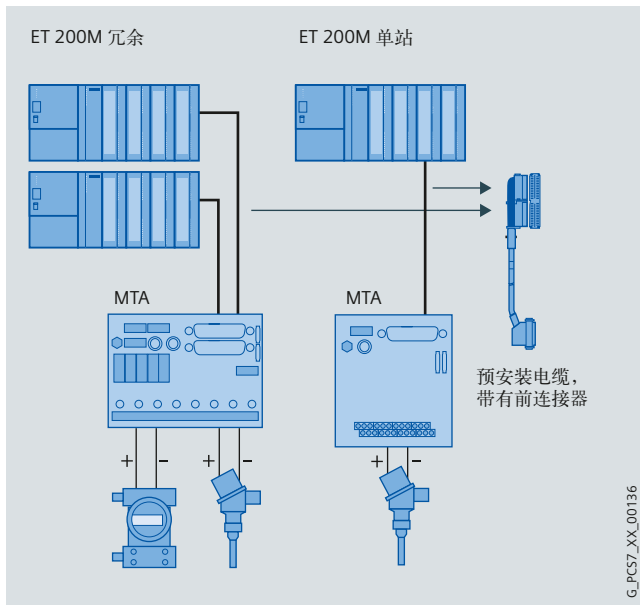 ET 200M 冗余
ET 200M 单站
MTA
MTA
预安装电缆，
带有前连接器
+ -
+ -
+ -
G_PCS7_XX_00136